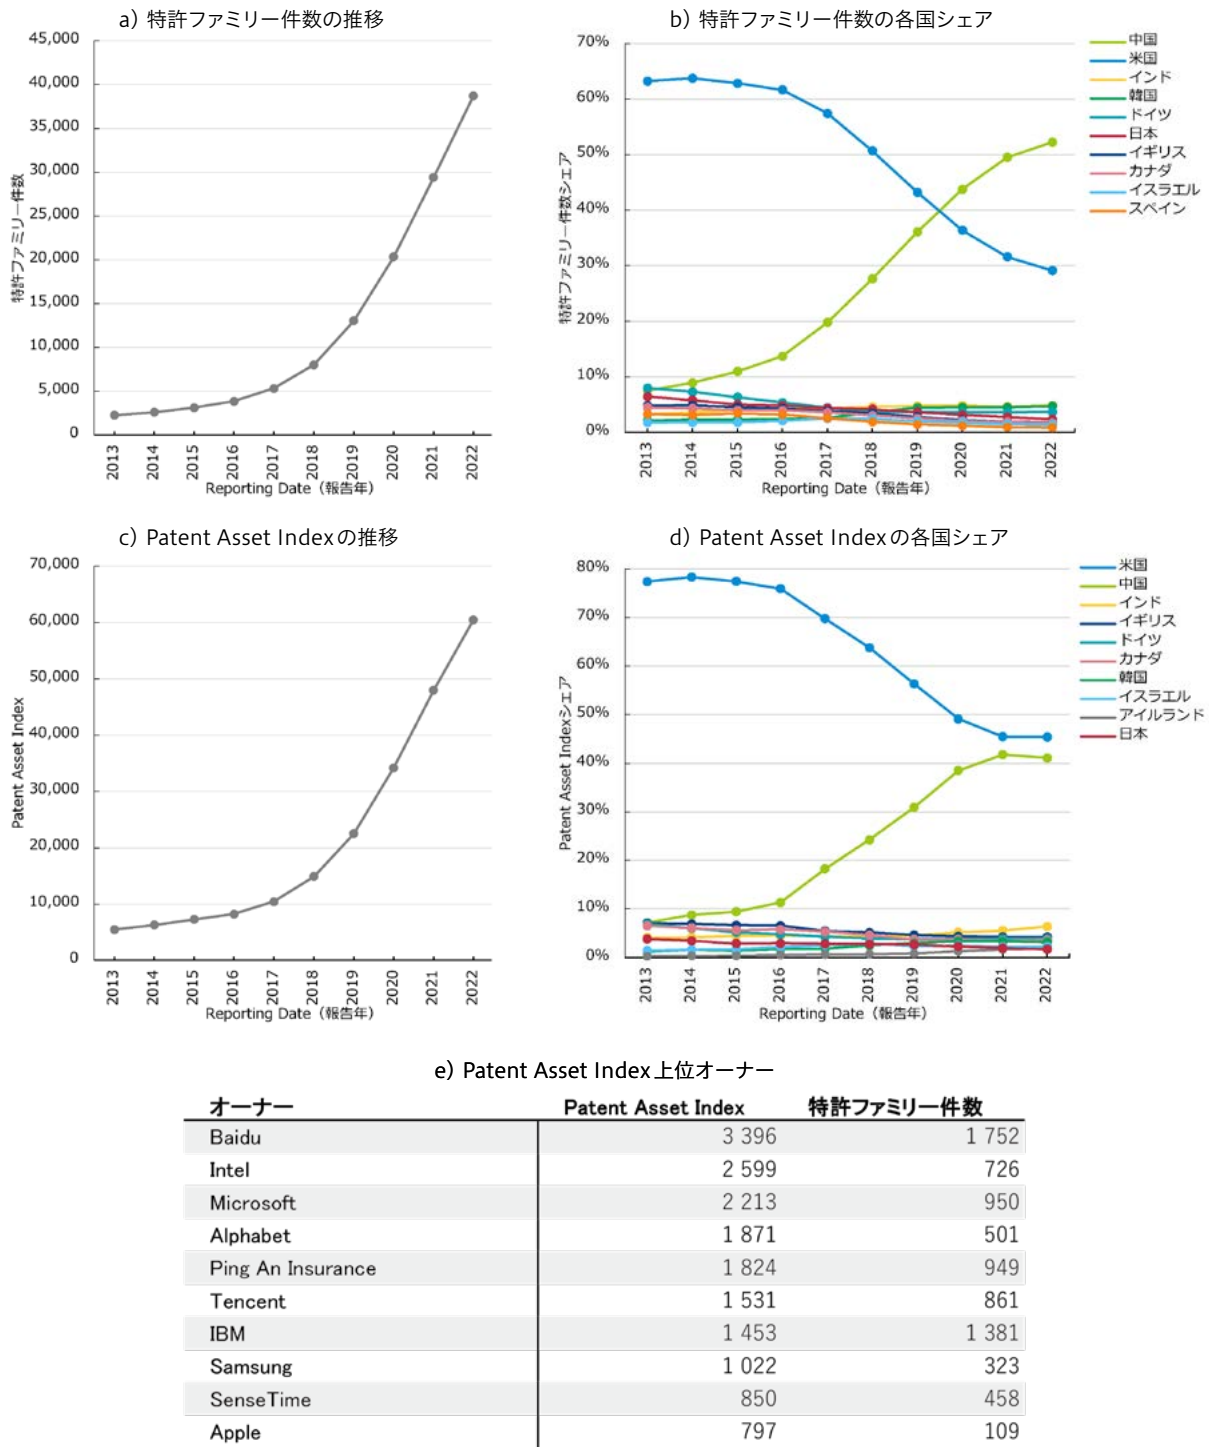 a）特許ファミリー件数の推移
45,000
40,000
35,000
30,000
25,000
20,000
15,000
10,000
5,000
0
特許ファミリー件数
2013
2014
2015
2016
2017
2018
2019
2020
2021
2022
Reporting Date（報告年）
b）特許ファミリー件数の各国シェア
70%
60%
50%
40%
30%
20%
10%
0%
特許ファミリー件数シェア
2013
2014
2015
2016
2017
2018
2019
2020
2021
2022
Reporting Date（報告年）
中国
米国
インド
韓国
ドイツ
日本
イギリス
カナダ
イスラエル
スペイン
c）Patent Asset Indexの推移
70,000
60,000
50,000
40,000
30,000
20,000
10,000
0
Patent Asset Index
2013
2014
2015
2016
2017
2018
2019
2020
2021
2022
Reporting Date（報告年）
d）Patent Asset Indexの各国シェア
80%
70%
60%
50%
40%
30%
20%
10%
0%
Patent Asset Indexシェア
2013
2014
2015
2016
2017
2018
2019
2020
2021
2022
Reporting Date（報告年）
米国
中国
インド
イギリス
ドイツ
カナダ
韓国
イスラエル
アイルランド
日本
e）Patent Asset Index上位オーナー
オーナー Patent Asset Index 特許ファミリー件数
Baidu 3 396 1 752
Intel 2 599 726
Microsoft 2 213 950
Alphabet 1 871 501
Ping An Insurance 1 824 949
Tencent 1 531 861
IBM 1 453 1 381
Samsung 1 022 323
SenseTime 850 458
Apple 797 109